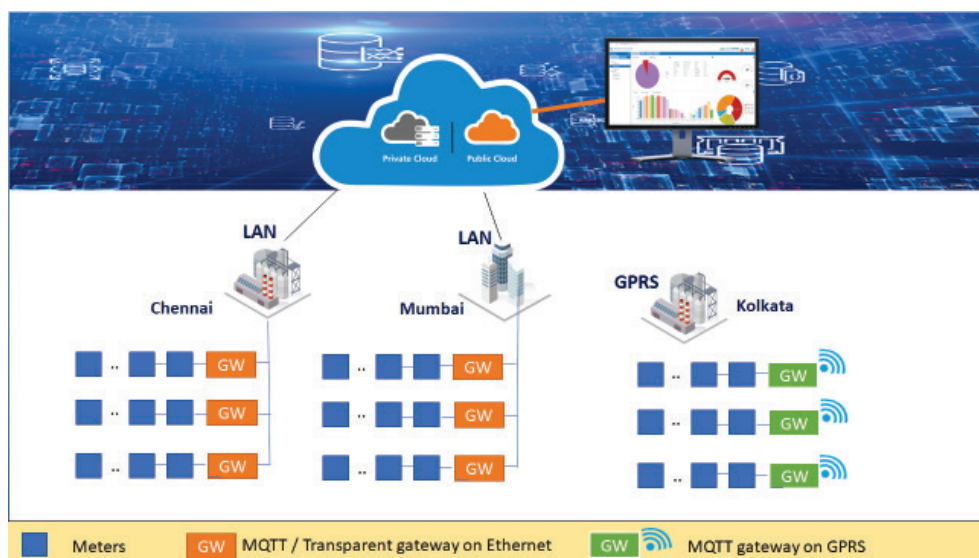 Private Cloud
Public Cloud
LAN
LAN
GPRS
Chennai
Mumbai
Kolkata
.. GW
.. GW
.. GW
.. GW
.. GW
.. GW
.. GW
.. GW
.. GW
Meters
GW MQTT / Transparent gateway on Ethernet
GW MQTT gateway on GPRS